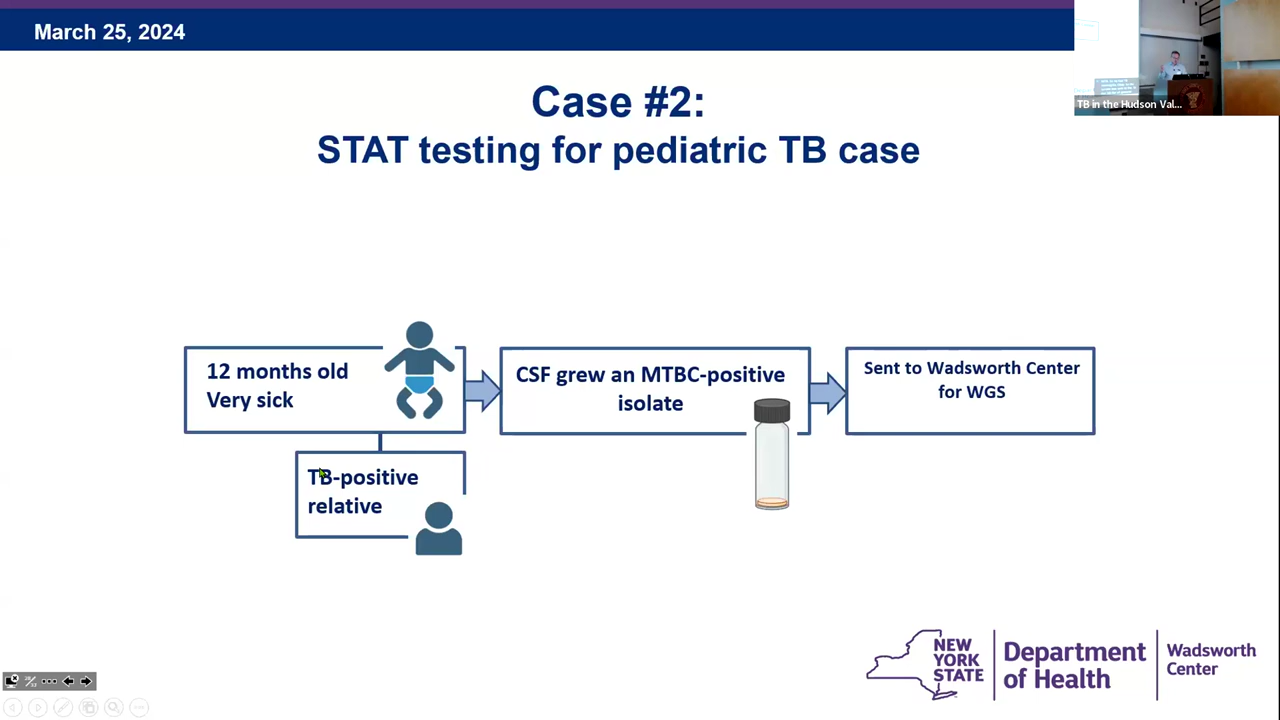 March 25, 2024
TB in the Hudson Val...
Case #2:
STAT testing for pediatric TB case
12 months old
Very sick
CSF grew an MTBC-positive
isolate
Sent to Wadsworth Center
for WGS
TB-positive
relative
NEW
YORK
STATE
Department
of Health
Wadsworth
Center